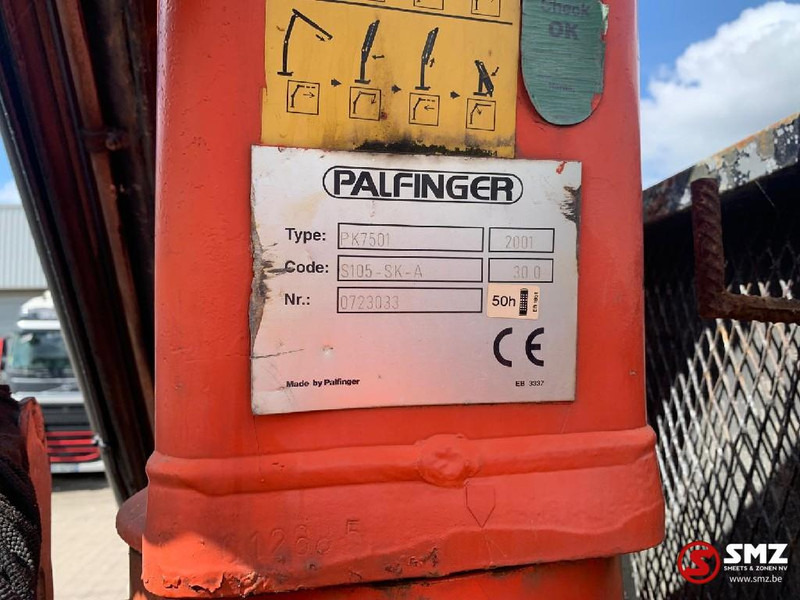 Check
OK
PALFINGER
Type: PK7501 2001
Code: S105-SK-A 30.0
Nr.: 0723033 50h
CE
Made by Palfinger
EB 3337
SMZ
SMEETS & ZONEN NV
www.smz.be